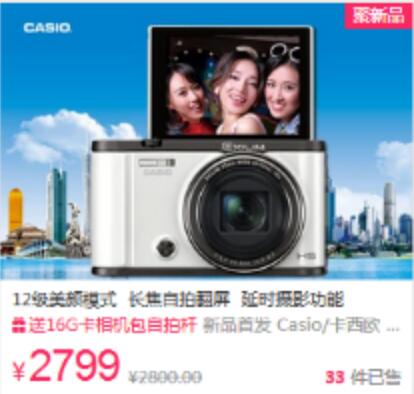 CASIO
聚新品
EXILIM
CASIO
HS
12级美颜模式 长焦自拍翻屏 延时摄影功能
送16G卡相机包自拍杆 新品首发 Casio/卡西欧 ...
¥2799 ¥2800.00 33 件已售